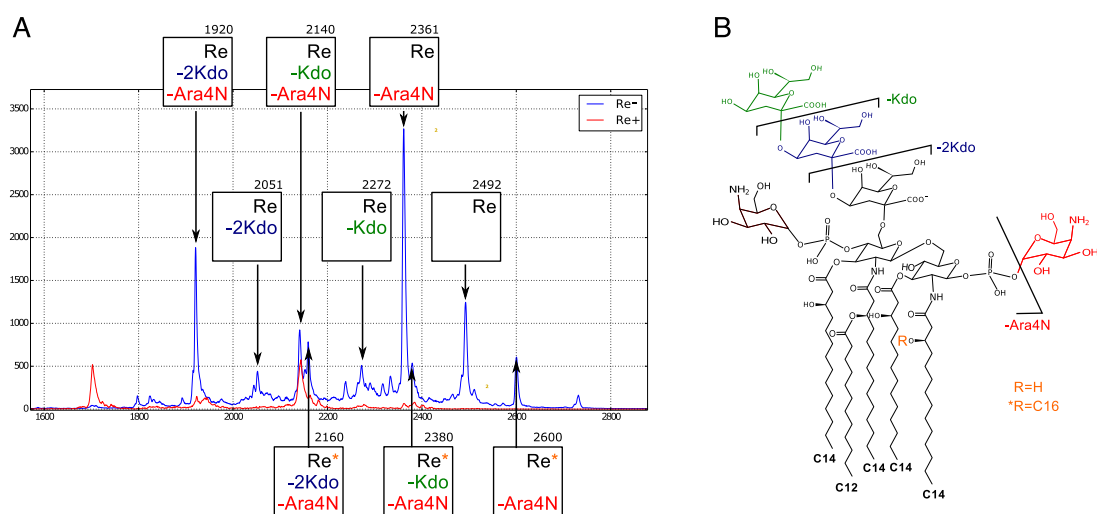 A
B
1920
Re
-2Kdo
-Ara4N
2140
Re
-Kdo
-Ara4N
2361
Re
-Ara4N
2051
Re
-2Kdo
2272
Re
-Kdo
2492
Re
Re-
Re+
3500
3000
2500
2000
1500
1000
500
0
1600
1800
2000
2200
2400
2600
2800
2160
Re*
-2Kdo
-Ara4N
2380
Re*
-Kdo
-Ara4N
2600
Re*
-Ara4N
-Kdo
-2Kdo
-Ara4N
R=H
*R=C16
C14
C12
C14
C14
C14